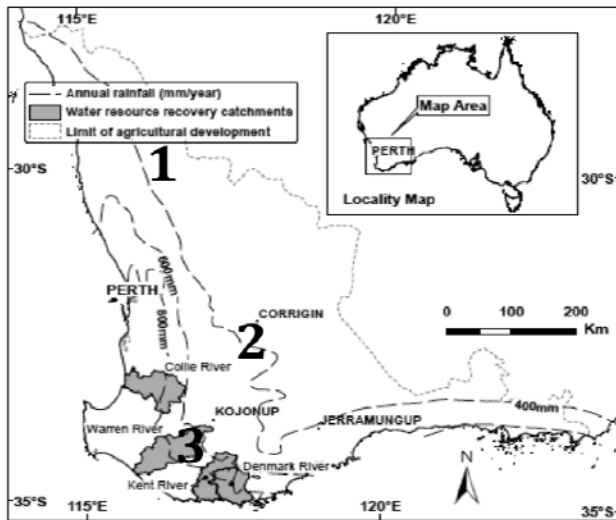 115°E
120°E
Annual rainfall (mm/year)
Water resource recovery catchments
Limit of agricultural development
Map Area
PERTH
Locality Map
30°S
30°S
1
600mm
PERTH
800mm
CORRIGIN
2
0 50 100 200
Km
Collie River
KOJONUP
JERRAMUNGUP
400mm
Warren River
3
Denmark River
Kent River
N
35°S
35°S
115°E
120°E